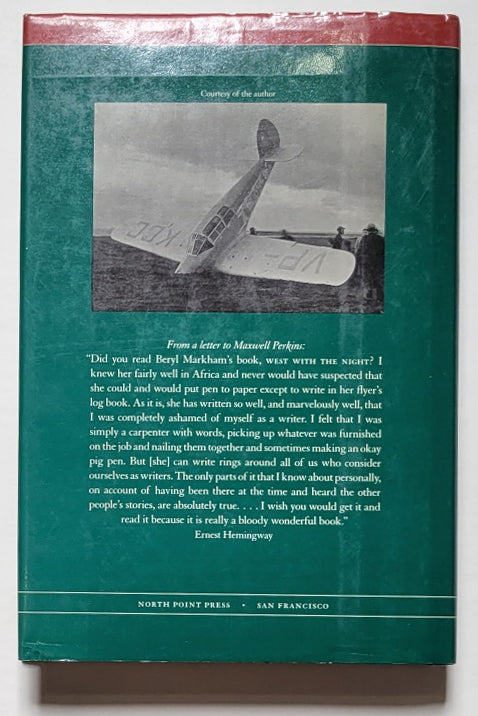 Courtesy of the author
VP-KCC
From a letter to Maxwell Perkins:
"Did you read Beryl Markham's book, WEST WITH THE NIGHT? I
knew her fairly well in Africa and never would have suspected that
she could and would put pen to paper except to write in her flyer's
log book. As it is, she has written so well, and marvelously well, that
I was completely ashamed of myself as a writer. I felt that I was
simply a carpenter with words, picking up whatever was furnished
on the job and nailing them together and sometimes making an okay
pig pen. But [she] can write rings around all of us who consider
ourselves as writers. The only parts of it that I know about personally,
on account of having been there at the time and heard the other
people's stories, are absolutely true. . . . I wish you would get it and
read it because it is really a bloody wonderful book."
Ernest Hemingway
NORTH POINT PRESS • SAN FRANCISCO